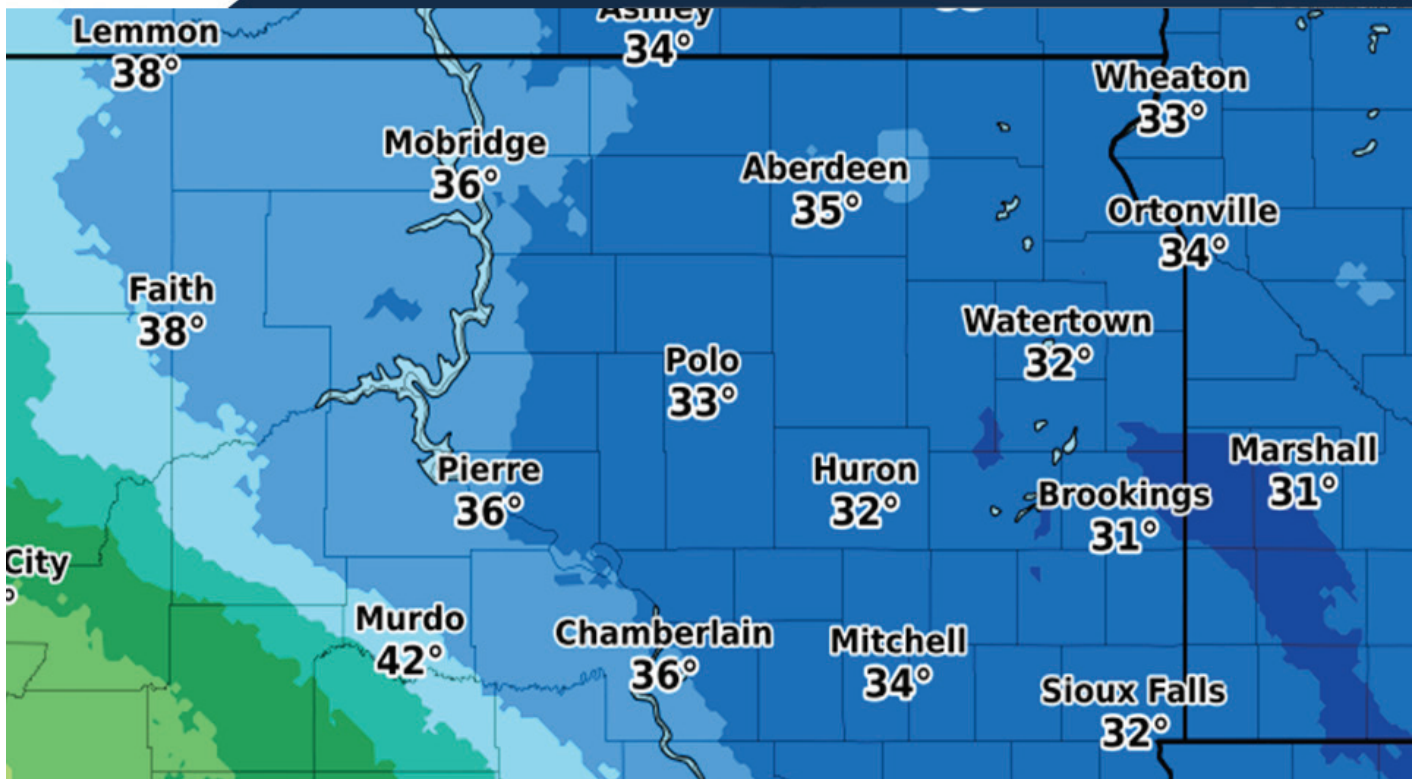 Ashley
34°
Lemmon
38°
Wheaton
33°
Mobridge
36°
Aberdeen
35°
Ortonville
34°
Faith
38°
Watertown
32°
Polo
33°
Marshall
31°
Pierre
36°
Huron
32°
Brookings
31°
City
°
Murdo
42°
Chamberlain
36°
Mitchell
34°
Sioux Falls
32°